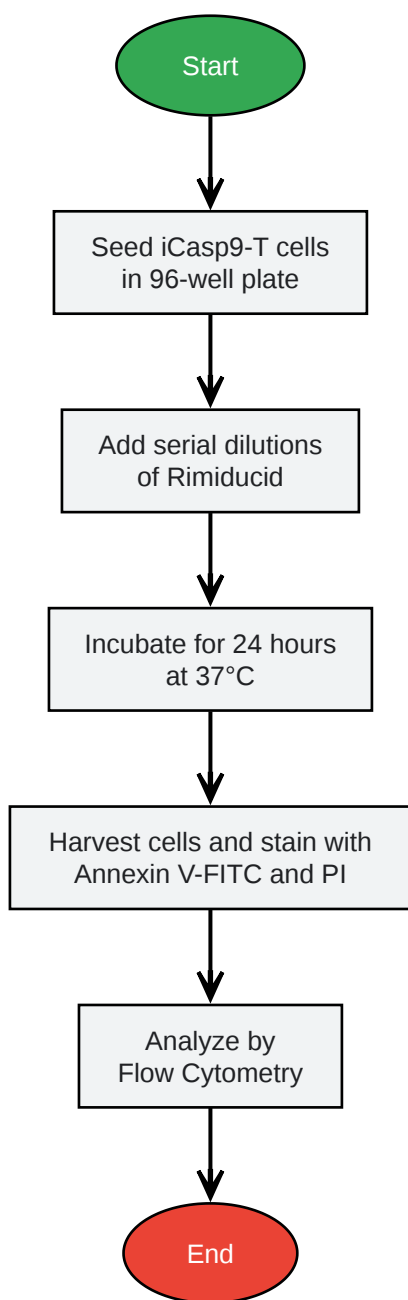 Start
Seed iCasp9-T cells
in 96-well plate
Add serial dilutions
of Rimiducid
Incubate for 24 hours
at 37°C
Harvest cells and stain with
Annexin V-FITC and PI
Analyze by
Flow Cytometry
End